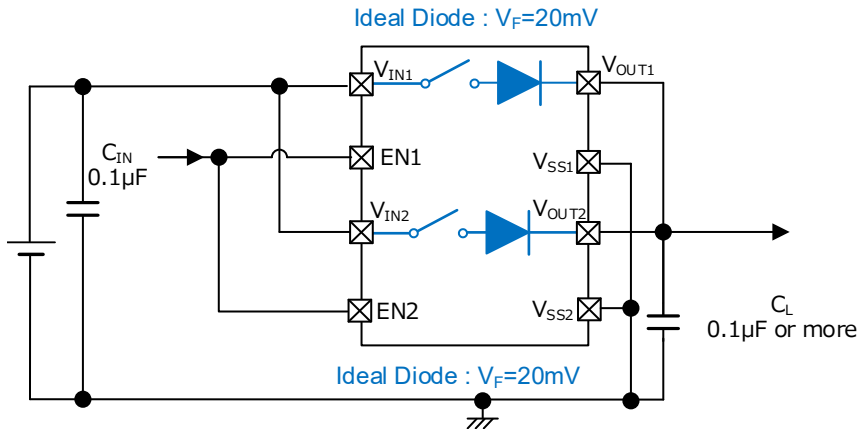 Ideal Diode : VF=20mV
VIN1
VOUT1
CIN
0.1µF
EN1
VSS1
VIN2
VOUT2
EN2
VSS2
CL
0.1µF or more
Ideal Diode : VF=20mV